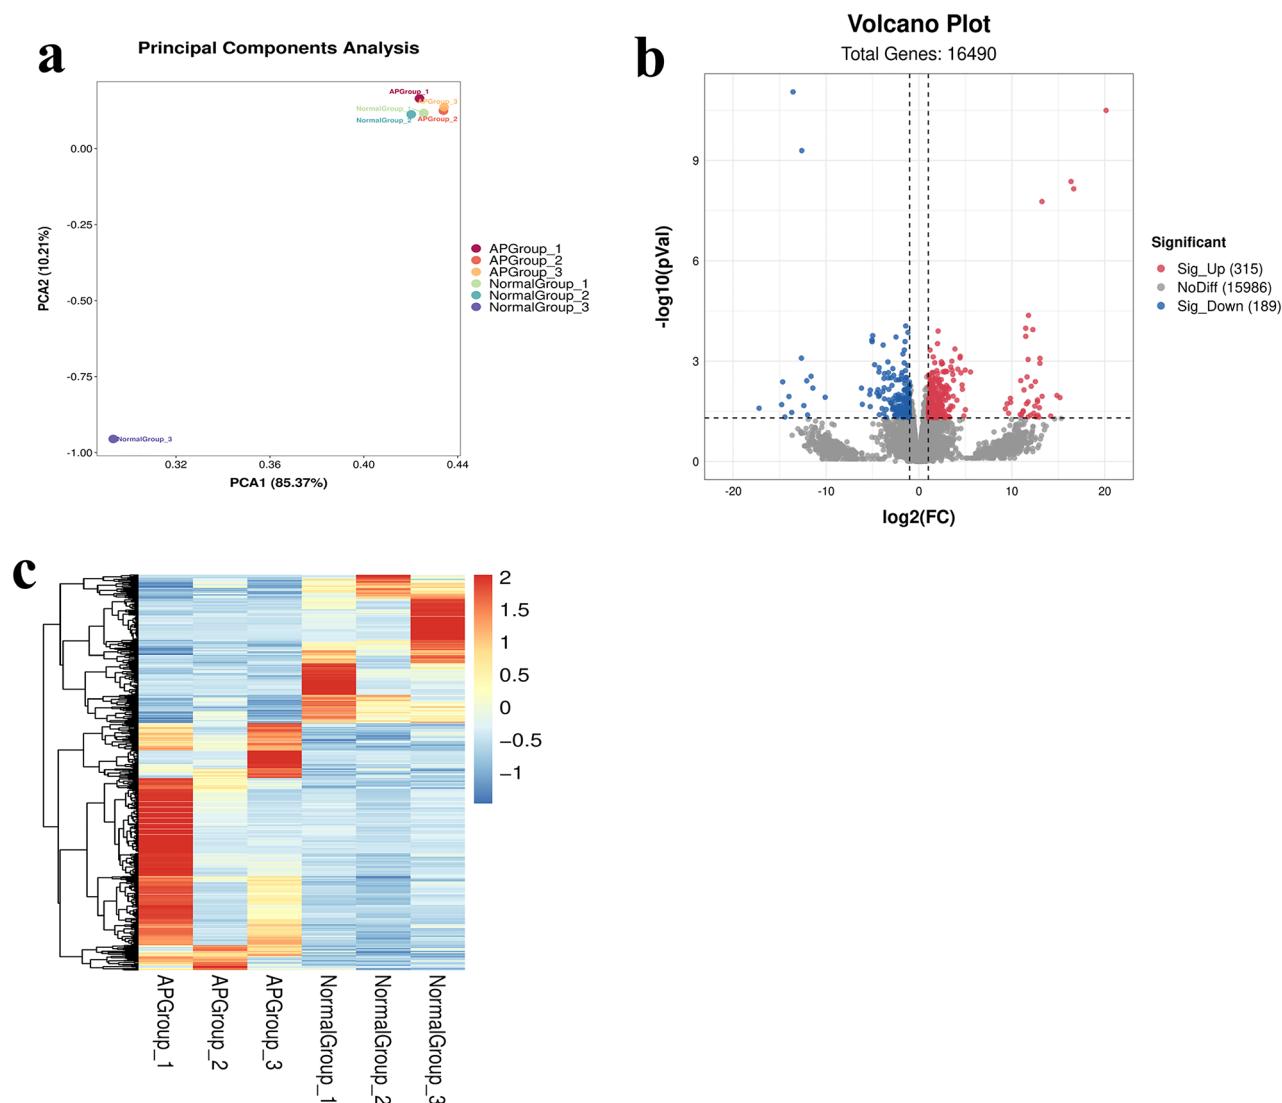 a
Principal Components Analysis
APGroup_1
APGroup_3
NormalGroup_1
NormalGroup_2
APGroup_2
NormalGroup_3
0.00
-0.25
-0.50
-0.75
-1.00
PCA2 (10.21%)
0.32
0.36
0.40
0.44
PCA1 (85.37%)
APGroup_1
APGroup_2
APGroup_3
NormalGroup_1
NormalGroup_2
NormalGroup_3
b
Volcano Plot
Total Genes: 16490
9
6
3
0
-log10(pVal)
-20
-10
0
10
20
log2(FC)
Significant
Sig_Up (315)
NoDiff (15986)
Sig_Down (189)
c
2
1.5
1
0.5
0
−0.5
−1
APGroup_1
APGroup_2
APGroup_3
NormalGroup_1
NormalGroup_2
NormalGroup_3